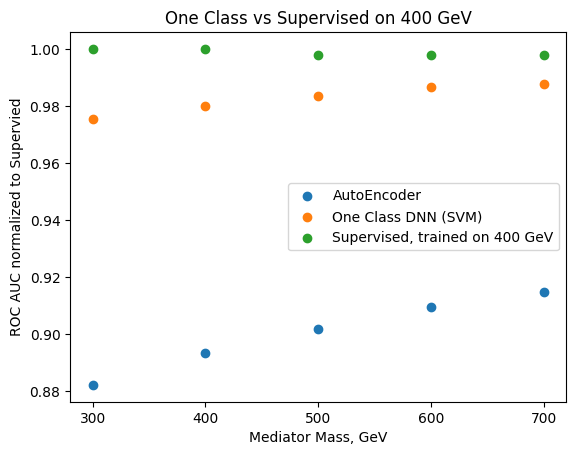 One Class vs Supervised on 400 GeV
ROC AUC normalized to Supervied
1.00
0.98
0.96
0.94
0.92
0.90
0.88
AutoEncoder
One Class DNN (SVM)
Supervised, trained on 400 GeV
300 400 500 600 700
Mediator Mass, GeV